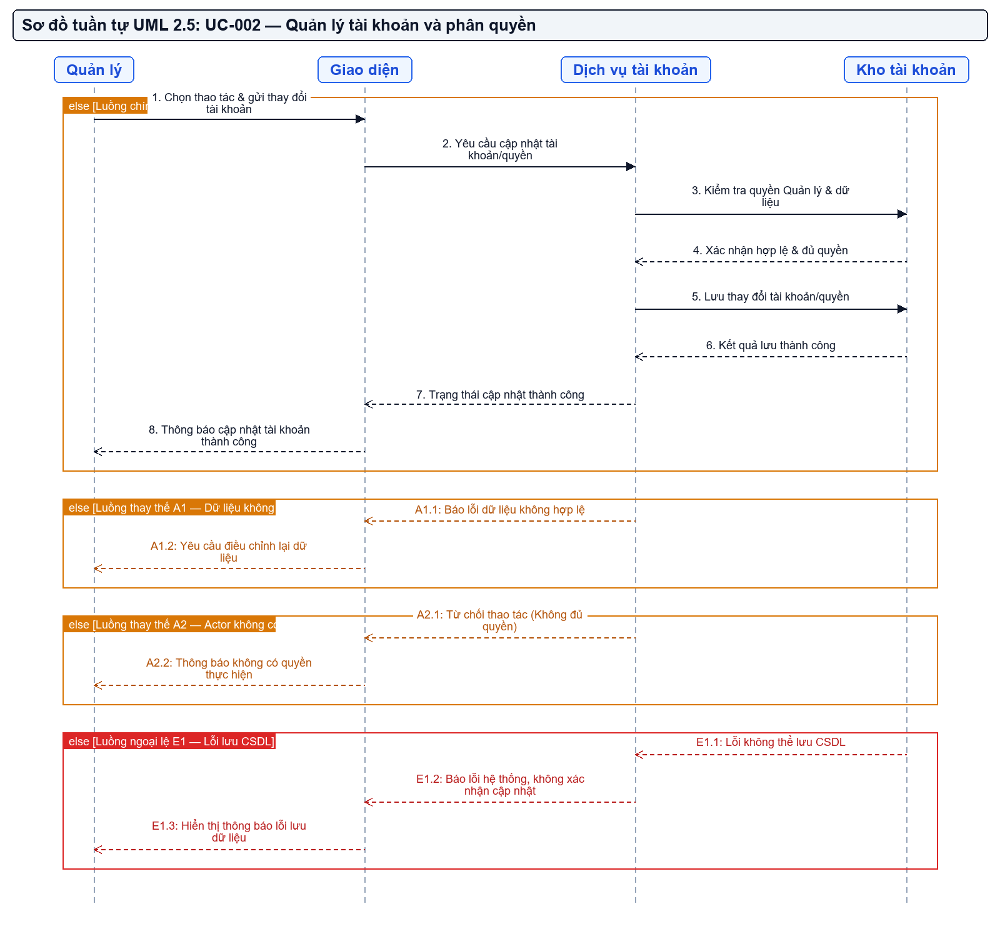 Sơ đồ tuần tự UML 2.5: UC-002 — Quản lý tài khoản và phân quyền
Quản lý
Giao diện
Dịch vụ tài khoản
Kho tài khoản
else [Luồng chín
1. Chọn thao tác & gửi thay đổi
tài khoản
2. Yêu cầu cập nhật tài
khoản/quyền
3. Kiểm tra quyền Quản lý & dữ
liệu
4. Xác nhận hợp lệ & đủ quyền
5. Lưu thay đổi tài khoản/quyền
6. Kết quả lưu thành công
7. Trạng thái cập nhật thành công
8. Thông báo cập nhật tài khoản
thành công
else [Luồng thay thế A1 — Dữ liệu không
A1.1: Báo lỗi dữ liệu không hợp lệ
A1.2: Yêu cầu điều chỉnh lại dữ
liệu
else [Luồng thay thế A2 — Actor không có
A2.1: Từ chối thao tác (Không đủ
quyền)
A2.2: Thông báo không có quyền
thực hiện
else [Luồng ngoại lệ E1 — Lỗi lưu CSDL]
E1.1: Lỗi không thể lưu CSDL
E1.2: Báo lỗi hệ thống, không xác
nhận cập nhật
E1.3: Hiển thị thông báo lỗi lưu
dữ liệu